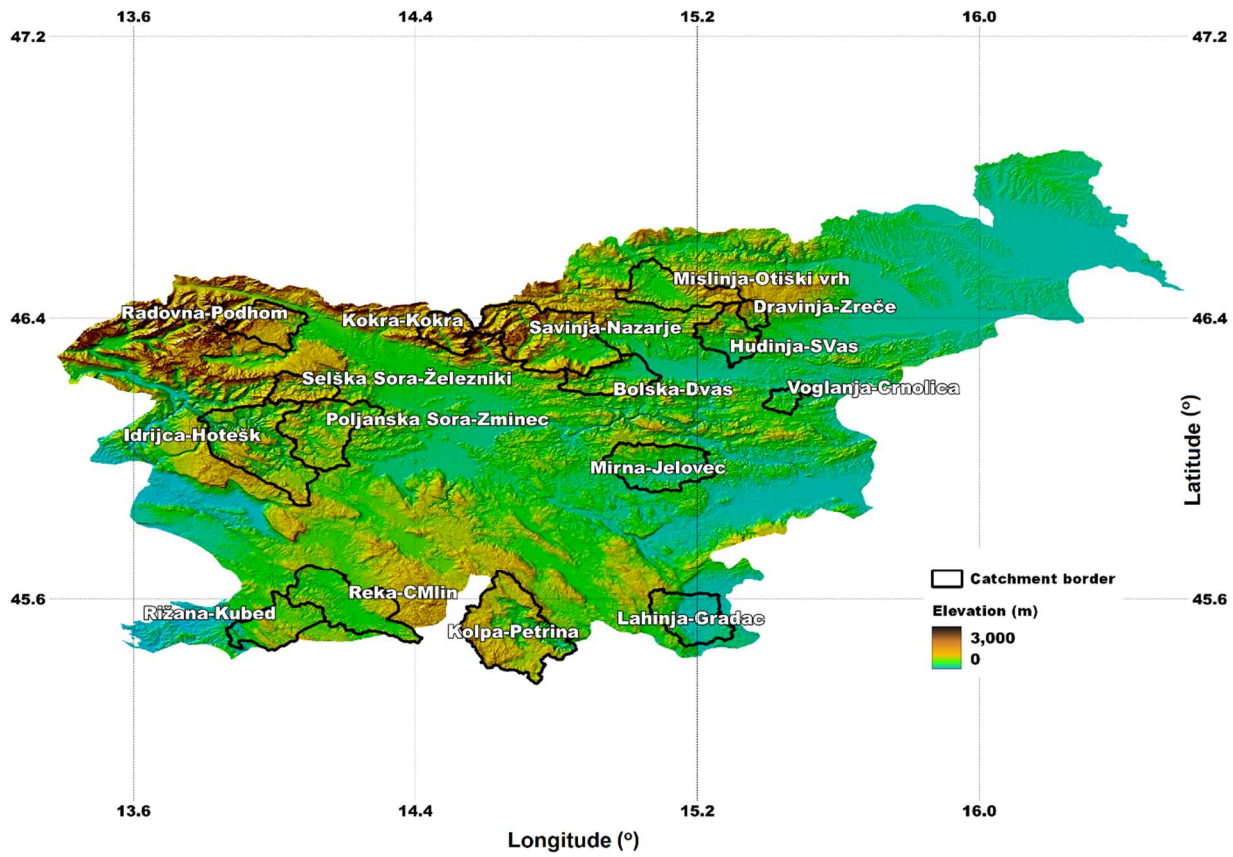 13.6 14.4 15.2 16.0
47.2 47.2
Mislinja-Otiški vrh
Radovna-Podhom
Dravinja-Zreče
46.4 46.4
Kokra-Kokra
Savinja-Nazarje
Hudinja-SVas
Selška Sora-Železniki
Bolska-Dvas
Voglanja-Crnolica
Poljanska Sora-Zminec
Idrijca-Hotešk
Mirna-Jelovec
Latitude (°)
Catchment border
Reka-CMlin
45.6 45.6
Rižana-Kubed
Lahinja-Gradac
Kolpa-Petrina
Elevation (m)
3,000
0
13.6 14.4 15.2 16.0
Longitude (°)